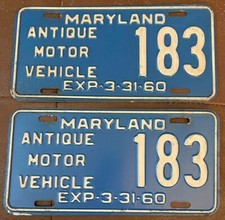 MARYLAND
ANTIQUE
MOTOR
VEHICLE
183
EXP-3-31-60
MARYLAND
ANTIQUE
MOTOR
VEHICLE
183
EXP-3-31-60